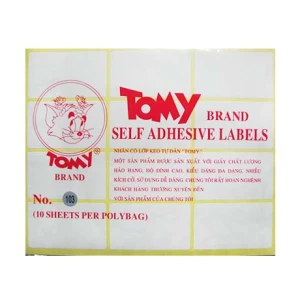 TOMY BRAND
SELF ADHESIVE LABELS
NHÃN CÓ LỚP KEO TỰ DÁN "TOMY."
MỘT SẢN PHẨM ĐƯỢC SẢN XUẤT VỚI GIẤY CHẤT LƯỢNG
HẢO HẠNG, ĐỘ DÍNH CAO, KIỂU DÁNG ĐA DẠNG, NHIỀU
KÍCH CỠ, SỬ DỤNG DỄ DÀNG. CHÚNG TÔI RẤT HOAN NGHÊNH
KHÁCH HÀNG THƯỜNG XUYÊN ĐẾN
VỚI SẢN PHẨM CỦA CHÚNG TÔI
TOMY
BRAND
No. 103
(10 SHEETS PER POLYBAG)